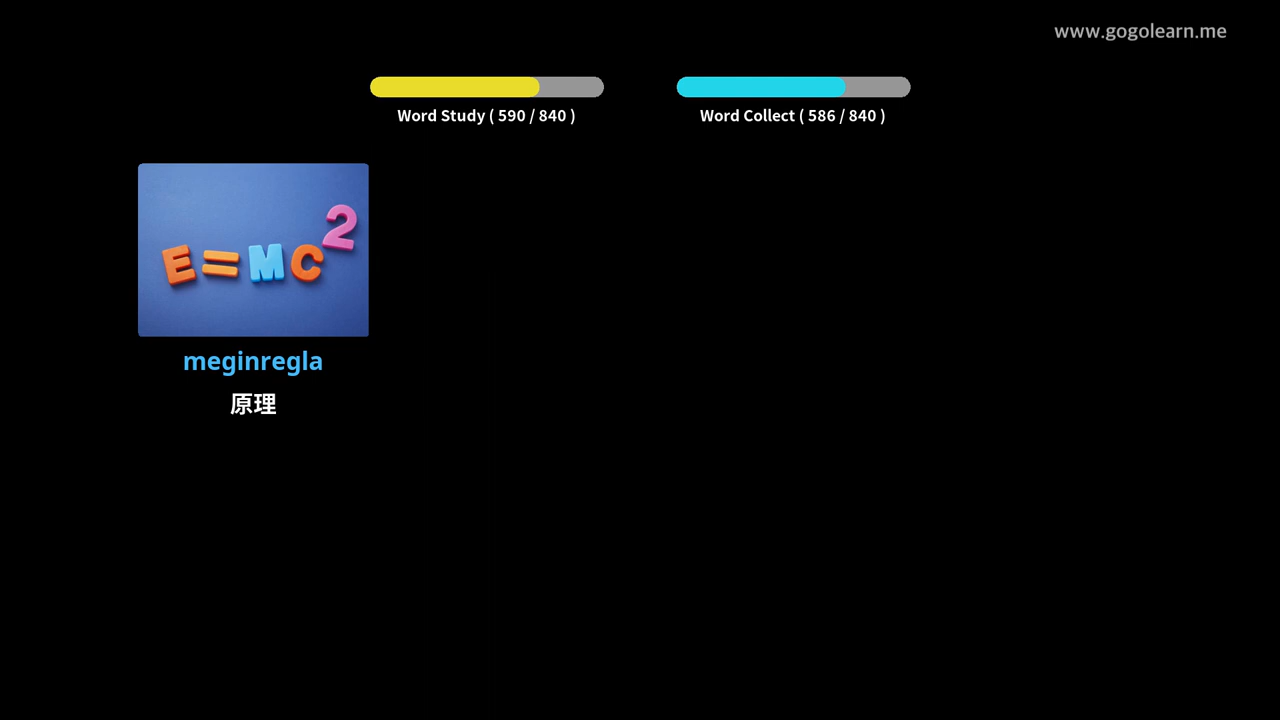 www.gogolearn.me
Word Study ( 590 / 840 )
Word Collect ( 586 / 840 )
E=MC²
meginregla
原理